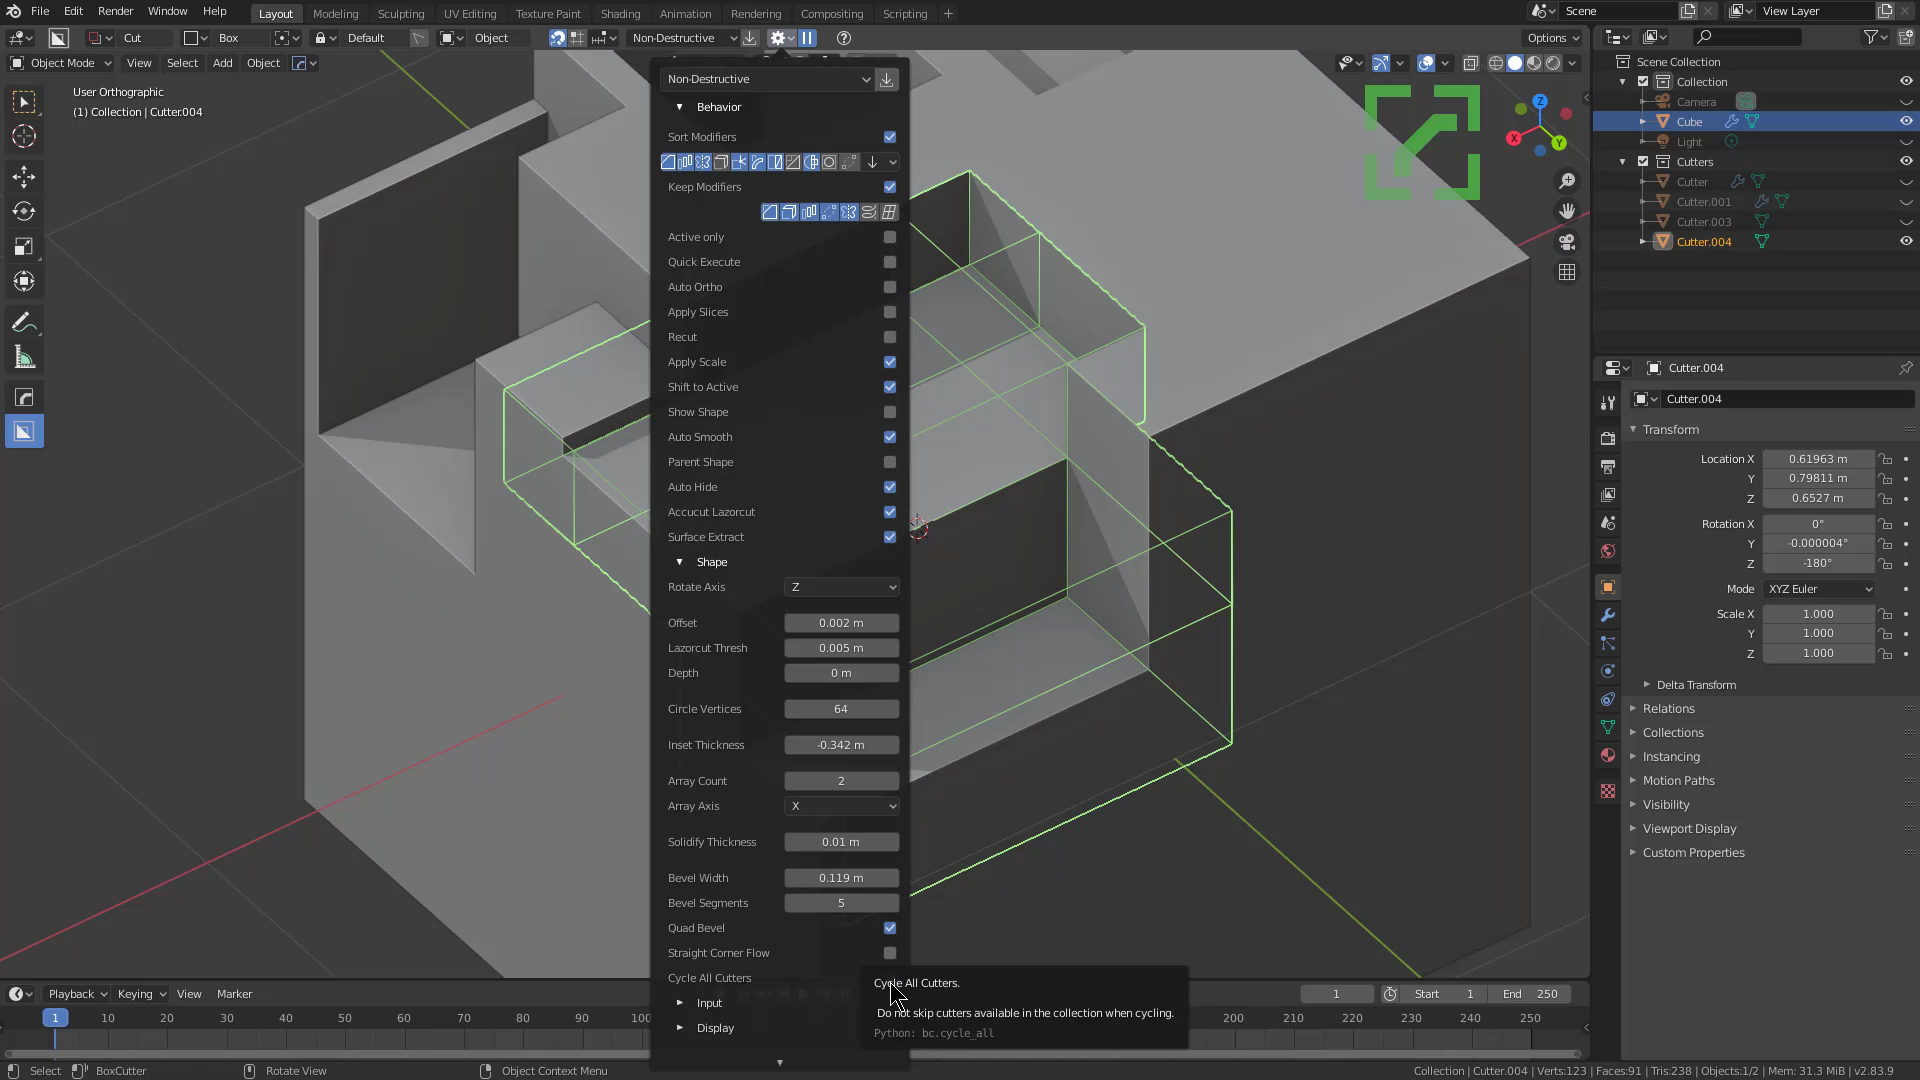 File Edit Render Window Help Layout Modeling Sculpting UV Editing Texture Paint Shading Animation Rendering Compositing Scripting + Scene View Layer
Cut Box Default Object Non-Destructive Options
Object Mode View Select Add Object
User Orthographic
(1) Collection | Cutter.004
Non-Destructive
Behavior
Sort Modifiers
Keep Modifiers
Active only
Quick Execute
Auto Ortho
Apply Slices
Recut
Apply Scale
Shift to Active
Show Shape
Auto Smooth
Parent Shape
Auto Hide
Accucut Lazorcut
Surface Extract
Shape
Rotate Axis Z
Offset 0.002 m
Lazorcut Thresh 0.005 m
Depth 0 m
Circle Vertices 64
Inset Thickness -0.342 m
Array Count 2
Array Axis X
Solidify Thickness 0.01 m
Bevel Width 0.119 m
Bevel Segments 5
Quad Bevel
Straight Corner Flow
Cycle All Cutters
Input
Display
Cycle All Cutters.
Do not skip cutters available in the collection when cycling.
Python: bc.cycle_all
Z
X
Y
Scene Collection
Collection
Camera
Cube
Light
Cutters
Cutter
Cutter.001
Cutter.003
Cutter.004
Cutter.004
Cutter.004
Transform
Location X 0.61963 m
Y 0.79811 m
Z 0.6527 m
Rotation X 0°
Y -0.000004°
Z -180°
Mode XYZ Euler
Scale X 1.000
Y 1.000
Z 1.000
Delta Transform
Relations
Collections
Instancing
Motion Paths
Visibility
Viewport Display
Custom Properties
Playback Keying View Marker 1 Start 1 End 250
1 10 20 30 40 50 60 70 80 90 100 200 210 220 230 240 250
Select BoxCutter Rotate View Object Context Menu Collection | Cutter.004 | Verts:123 | Faces:91 | Tris:238 | Objects:1/2 | Mem: 31.3 MiB | v2.83.9